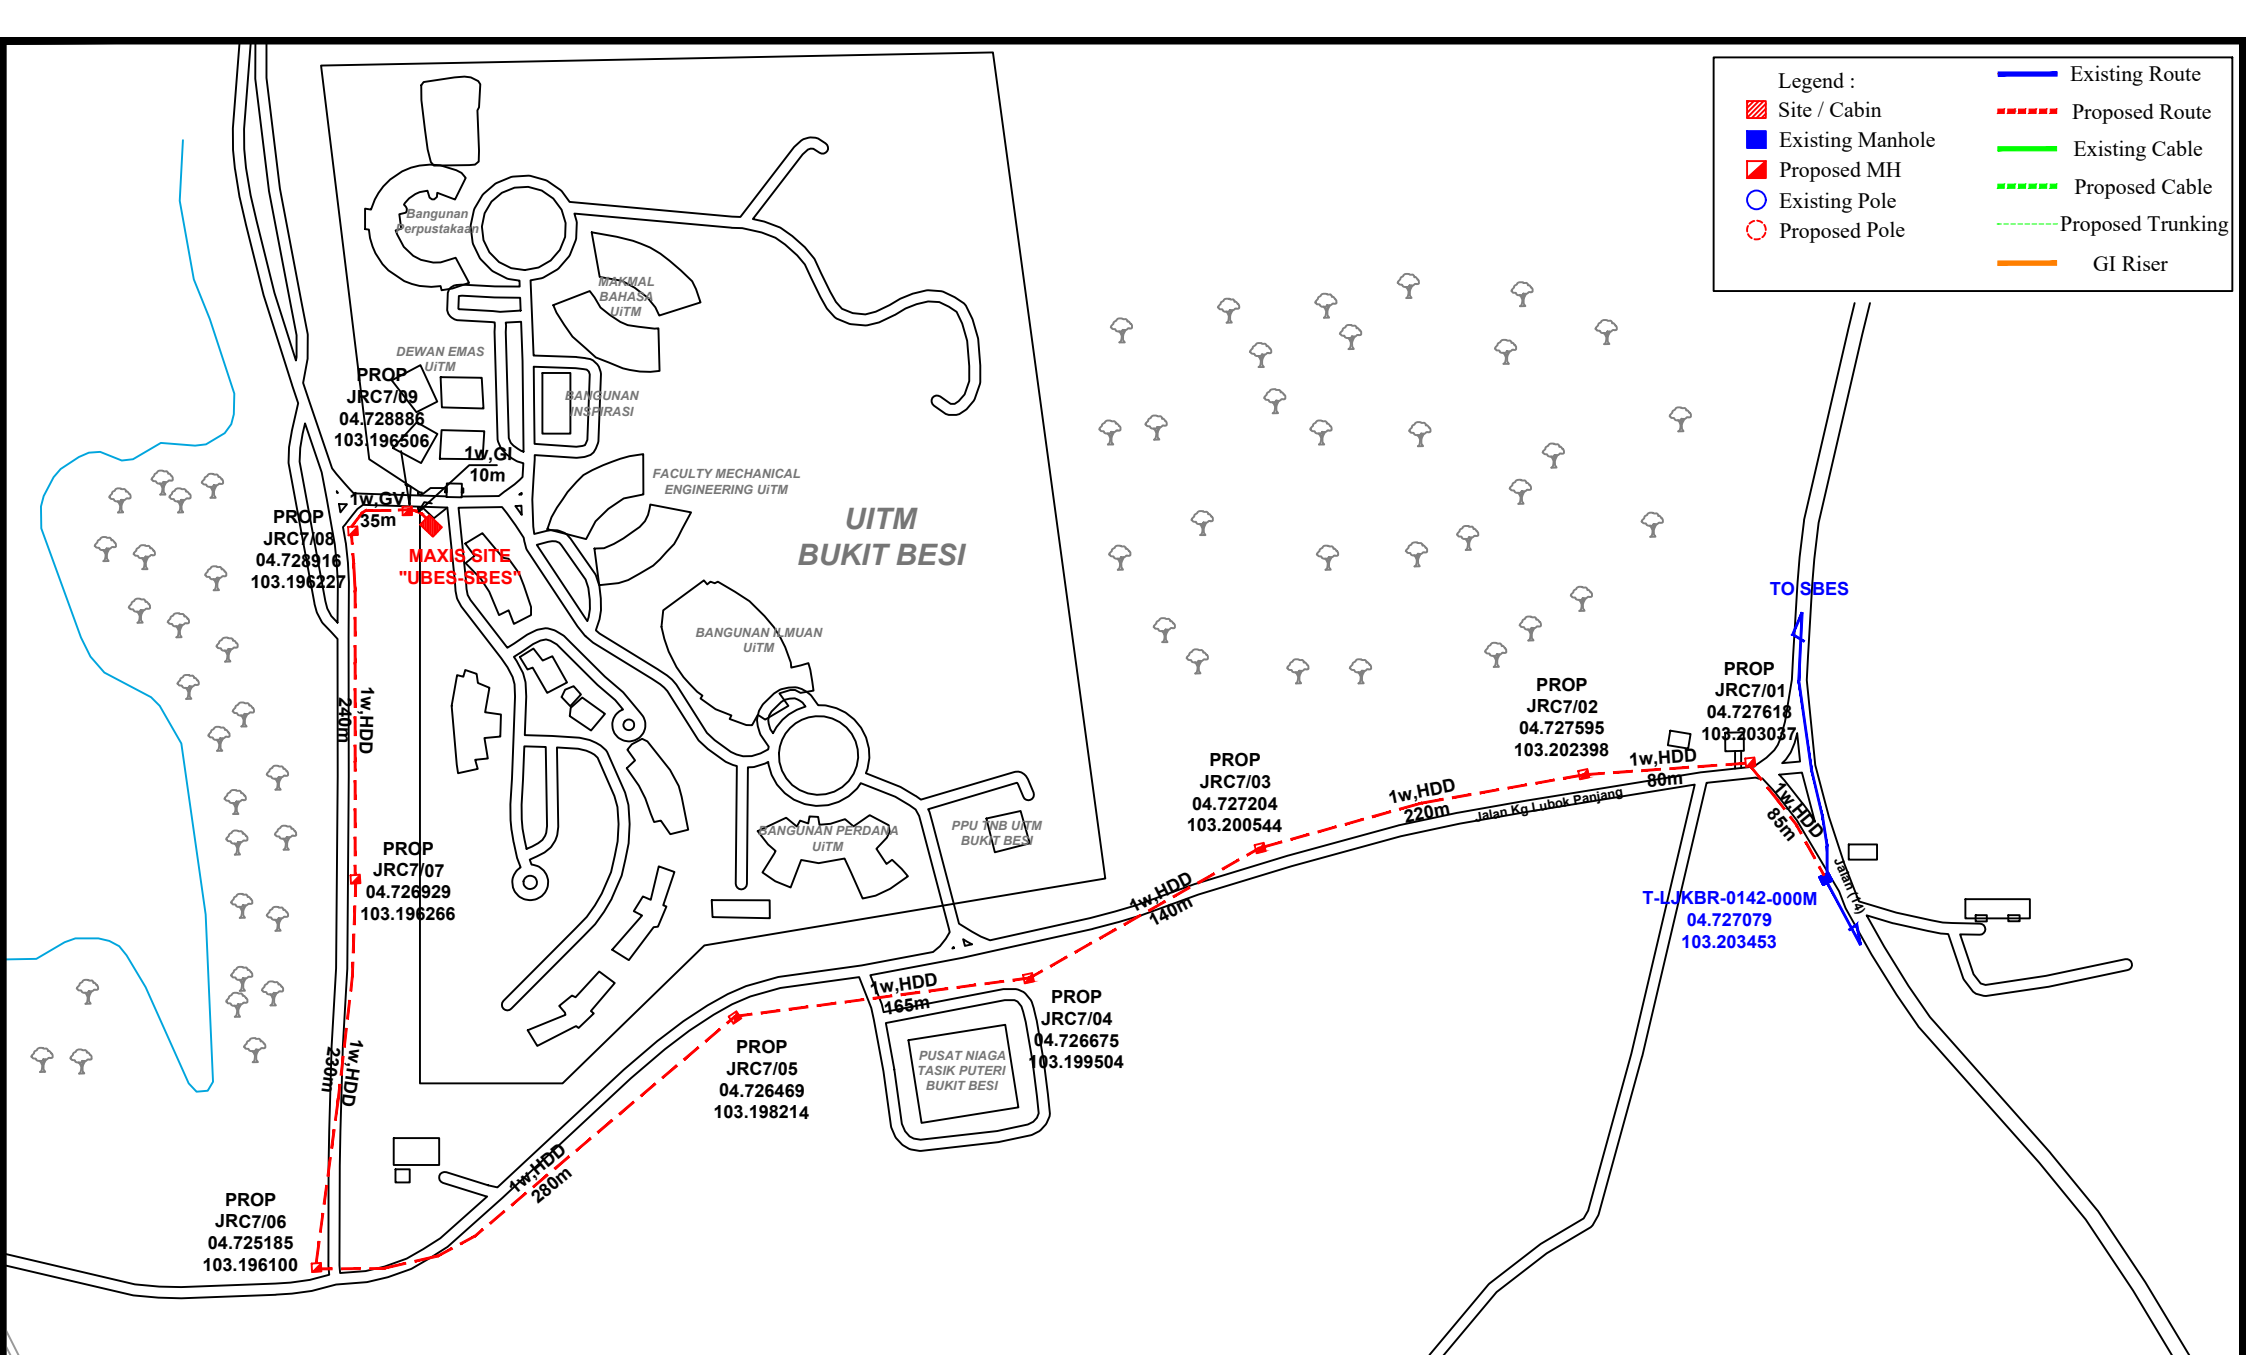 Legend :
Site / Cabin
Existing Manhole
Proposed MH
Existing Pole
Proposed Pole
Existing Route
Proposed Route
Existing Cable
Proposed Cable
Proposed Trunking
GI Riser
Bangunan
Perpustakaan
MAKMAL
BAHASA
UiTM
DEWAN EMAS
UiTM
BANGUNAN
INSPIRASI
PROP
JRC7/09
04.728886
103.196506
1w,GI
10m
1w,GV
35m
FACULTY MECHANICAL
ENGINEERING UiTM
UITM
BUKIT BESI
PROP
JRC7/08
04.728916
103.196227
MAXIS SITE
"UBES-SBES"
BANGUNAN ILMUAN
UiTM
TO SBES
1w,HDD
240m
PROP
JRC7/01
04.727618
103.203037
PROP
JRC7/02
04.727595
103.202398
1w,HDD
80m
PROP
JRC7/03
04.727204
103.200544
1w,HDD
220m
Jalan Kg Lubok Panjang
1w,HDD
85m
Jalan (14)
T-LJKBR-0142-000M
04.727079
103.203453
BANGUNAN PERDANA
UiTM
PPU TNB UiTM
BUKIT BESI
PROP
JRC7/07
04.726929
103.196266
1w,HDD
140m
1w,HDD
165m
PROP
JRC7/04
04.726675
103.199504
PUSAT NIAGA
TASIK PUTERI
BUKIT BESI
PROP
JRC7/05
04.726469
103.198214
1w,HDD
230m
1w,HDD
280m
PROP
JRC7/06
04.725185
103.196100